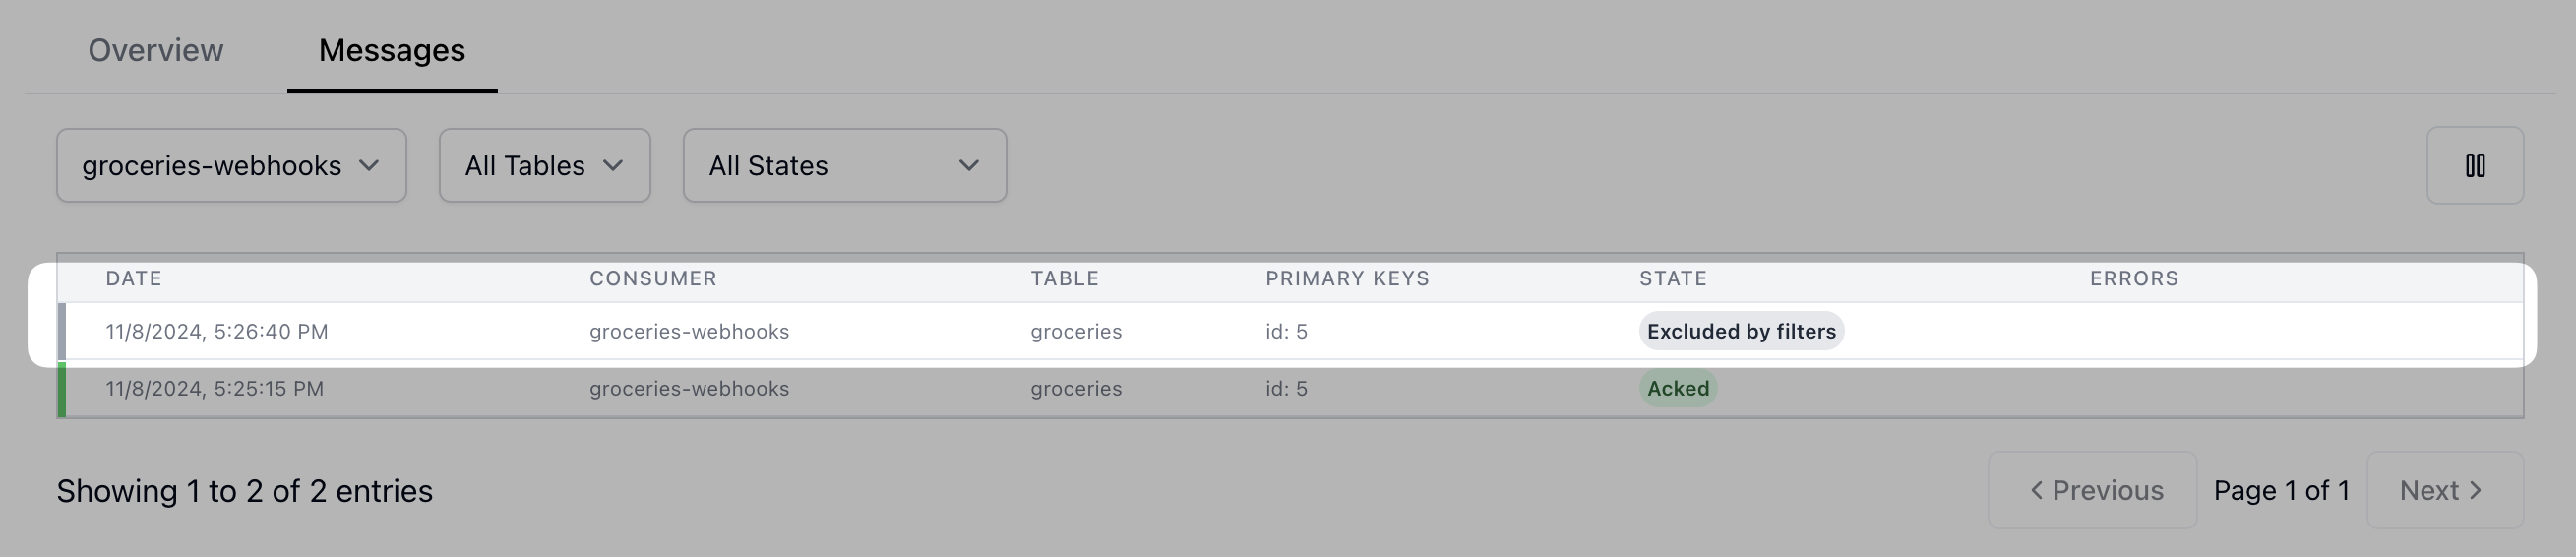 Overview Messages
groceries-webhooks All Tables All States
DATE CONSUMER TABLE PRIMARY KEYS STATE ERRORS
11/8/2024, 5:26:40 PM groceries-webhooks groceries id: 5 Excluded by filters
11/8/2024, 5:25:15 PM groceries-webhooks groceries id: 5 Acked
Showing 1 to 2 of 2 entries Previous Page 1 of 1 Next